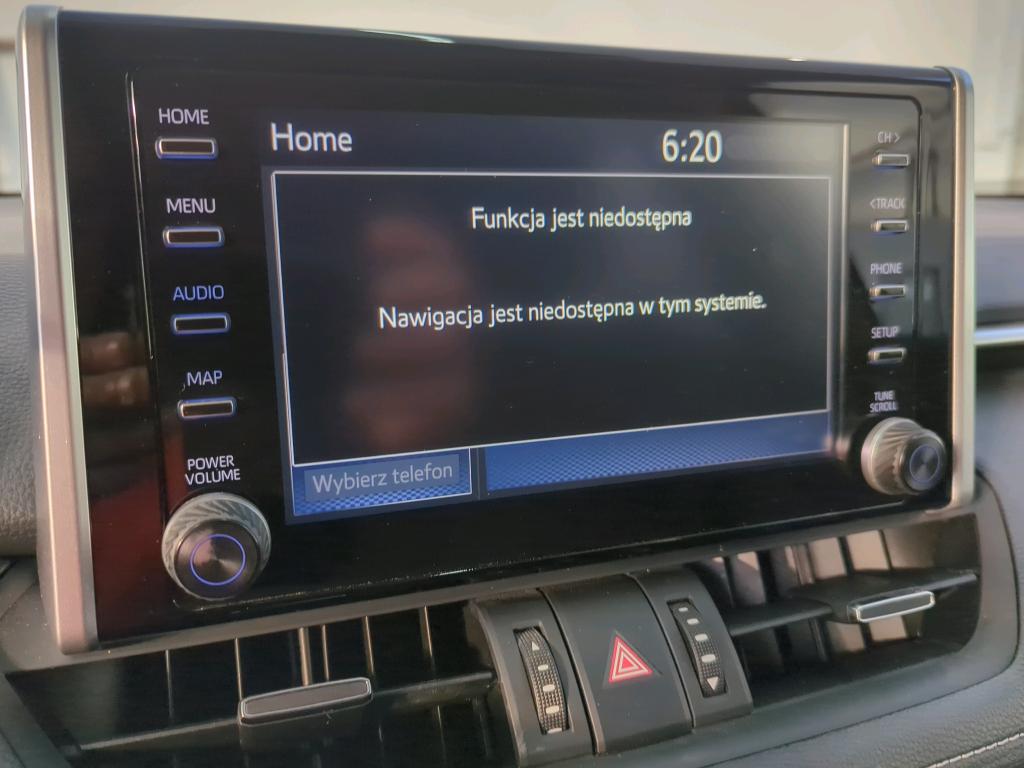 HOME
MENU
AUDIO
MAP
POWER
VOLUME
Home
6:20
Funkcja jest niedostępna
Nawigacja jest niedostępna w tym systemie.
Wybierz telefon
CH >
< TRACK
PHONE
SETUP
TUNE
SCROLL